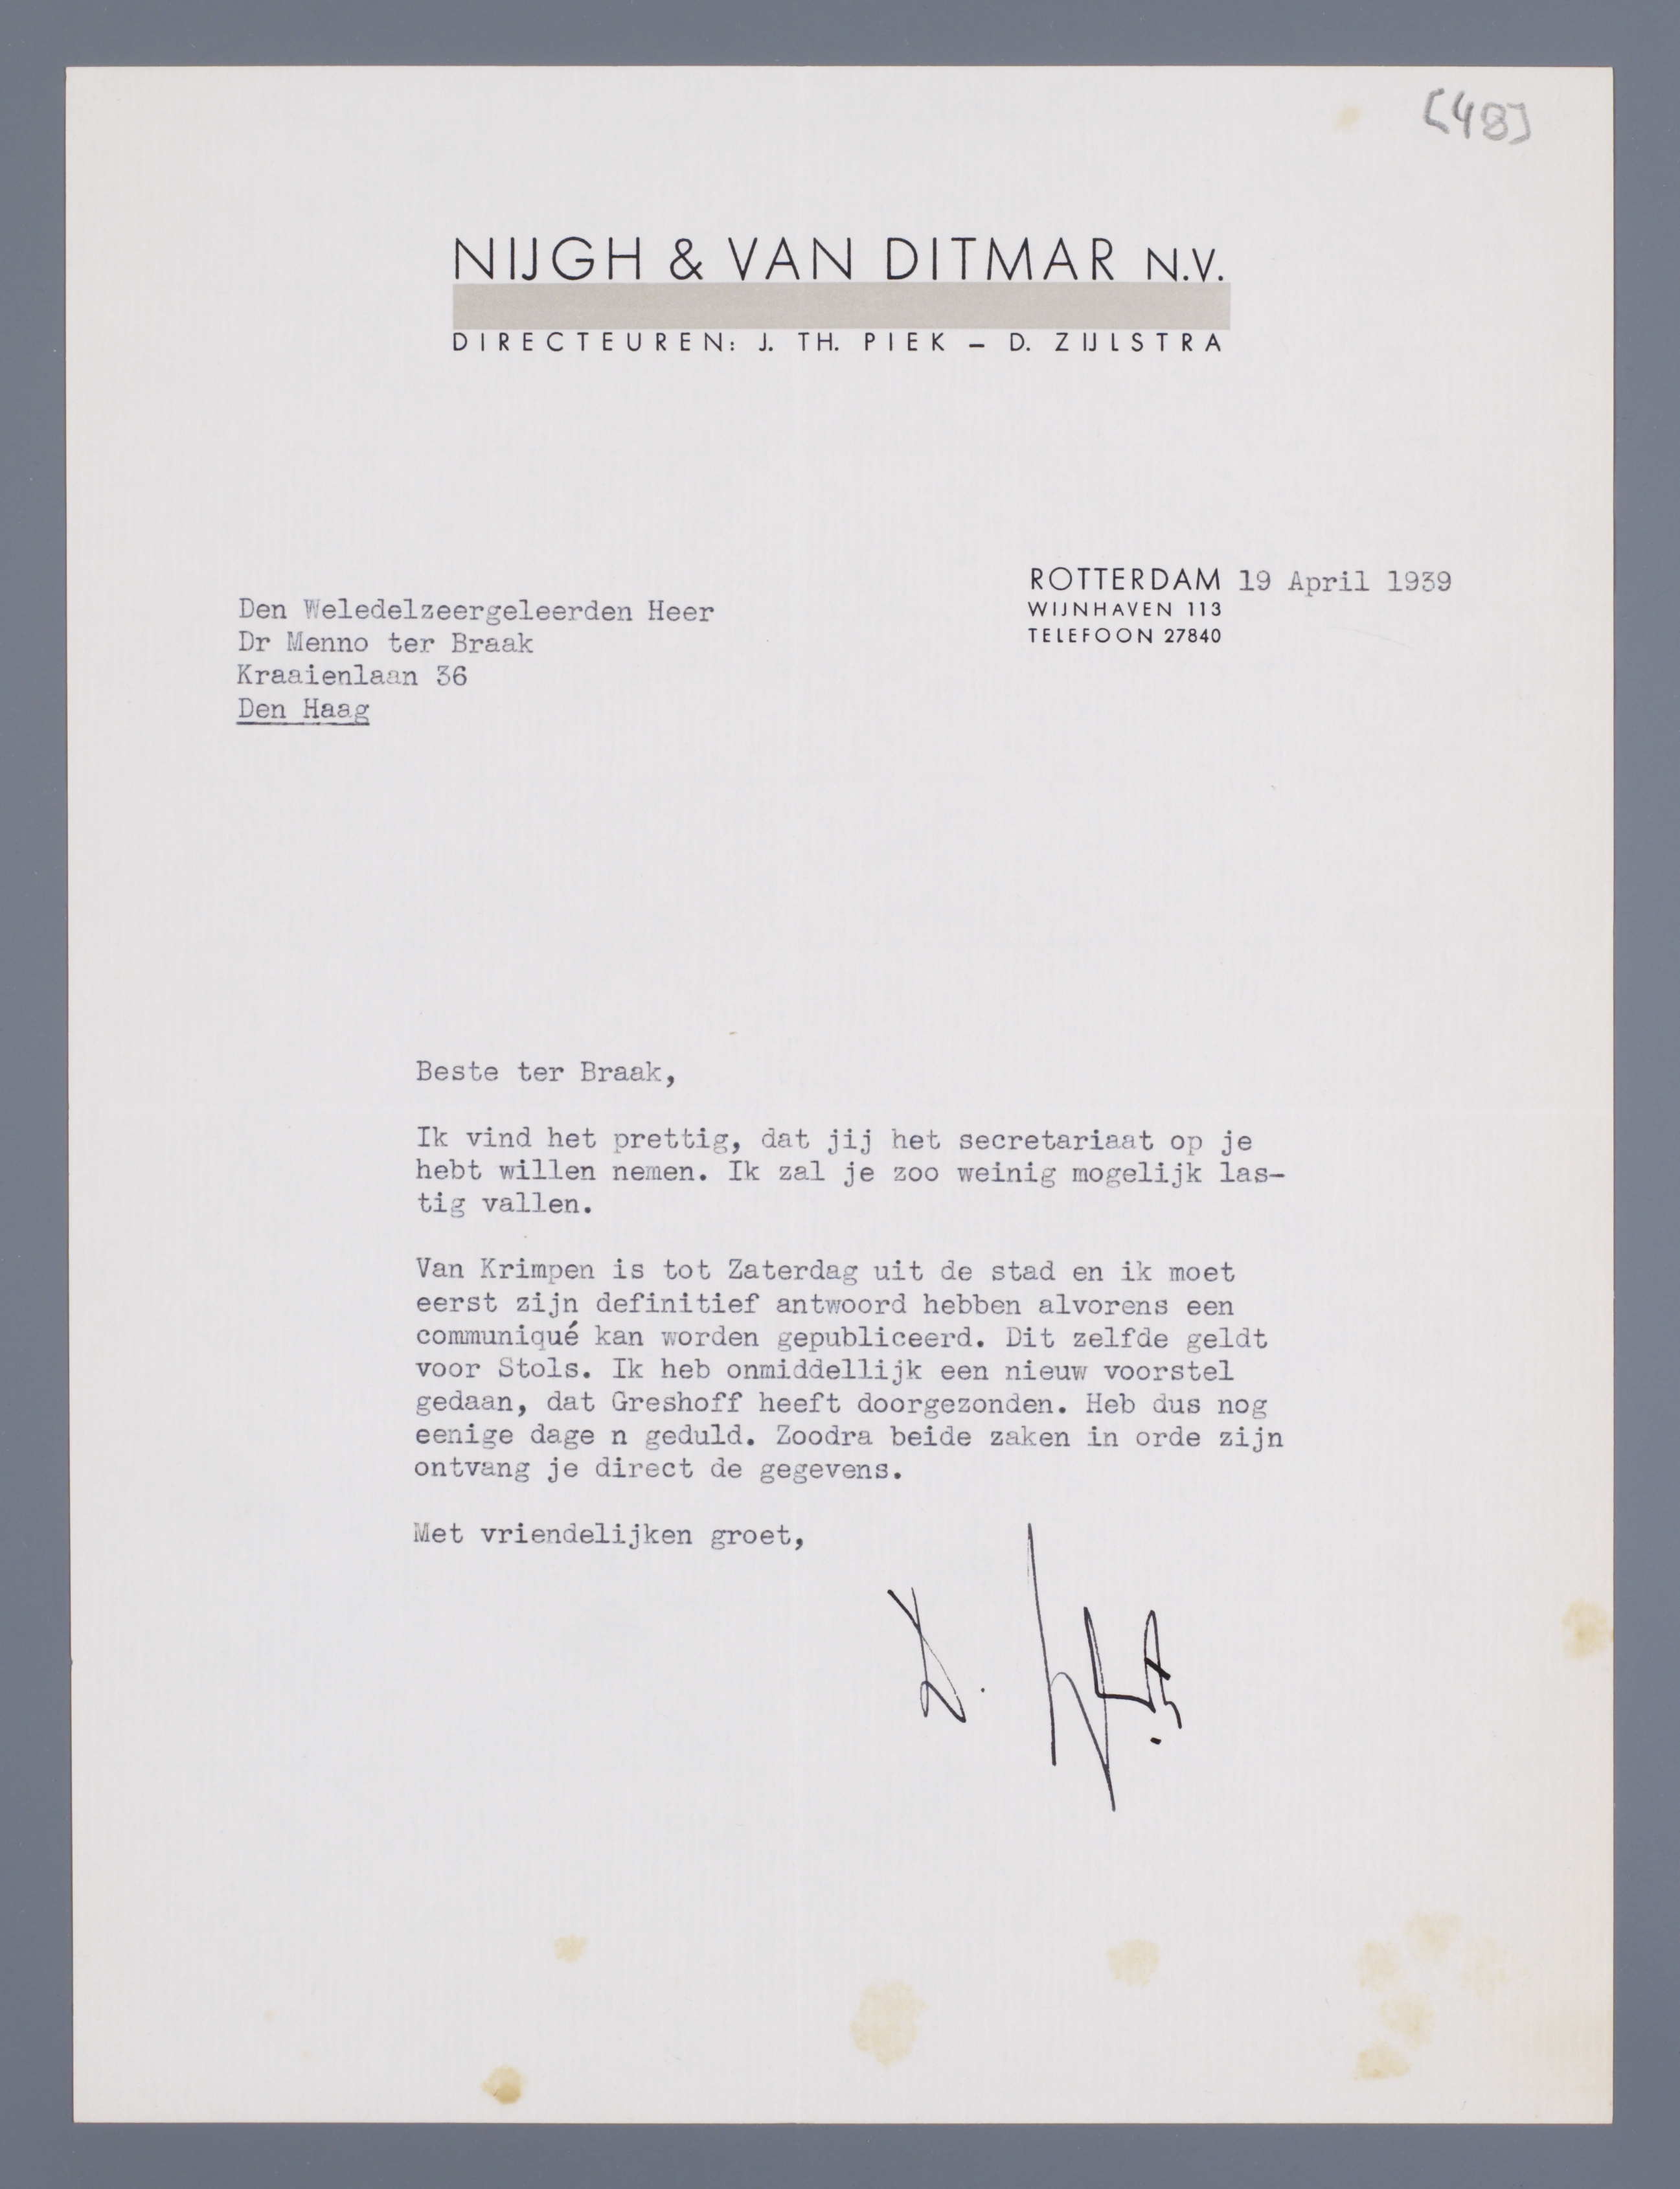 [48]
NIJGH & VAN DITMAR N.V.
DIRECTEUREN: J. TH. PIEK – D. ZIJLSTRA
ROTTERDAM 19 April 1939
WIJNHAVEN 113
TELEFOON 27840
Den Weledelzeergeleerden Heer
Dr Menno ter Braak
Kraaienlaan 36
Den Haag
Beste ter Braak,
Ik vind het prettig, dat jij het secretariaat op je
hebt willen nemen. Ik zal je zoo weinig mogelijk las-
tig vallen.
Van Krimpen is tot Zaterdag uit de stad en ik moet
eerst zijn definitief antwoord hebben alvorens een
communiqué kan worden gepubliceerd. Dit zelfde geldt
voor Stols. Ik heb onmiddellijk een nieuw voorstel
gedaan, dat Greshoff heeft doorgezonden. Heb dus nog
eenige dage n geduld. Zoodra beide zaken in orde zijn
ontvang je direct de gegevens.
Met vriendelijken groet,